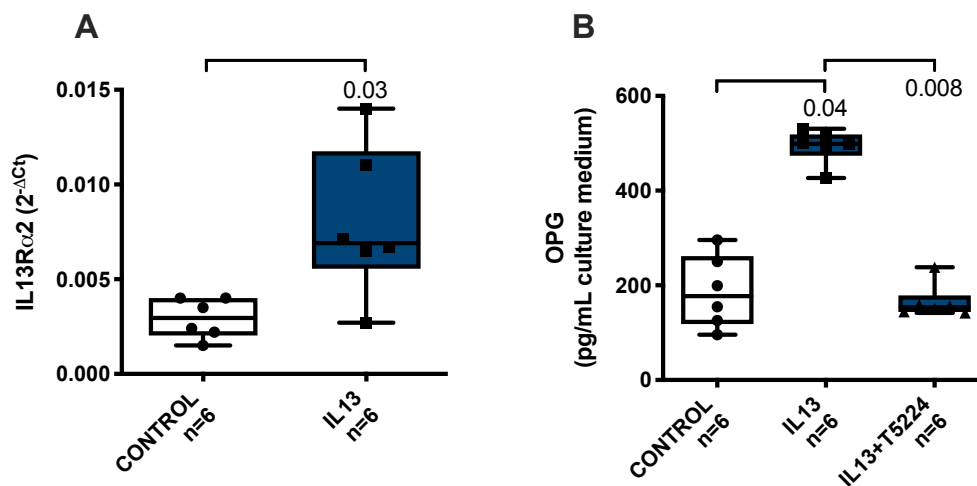 A
0.03
0.015
0.010
0.005
0.000
IL13Rα2 (2-ΔCt)
CONTROL
n=6
IL13
n=6
B
0.04
0.008
600
400
200
0
OPG
(pg/mL culture medium)
CONTROL
n=6
IL13
n=6
IL13+T5224
n=6